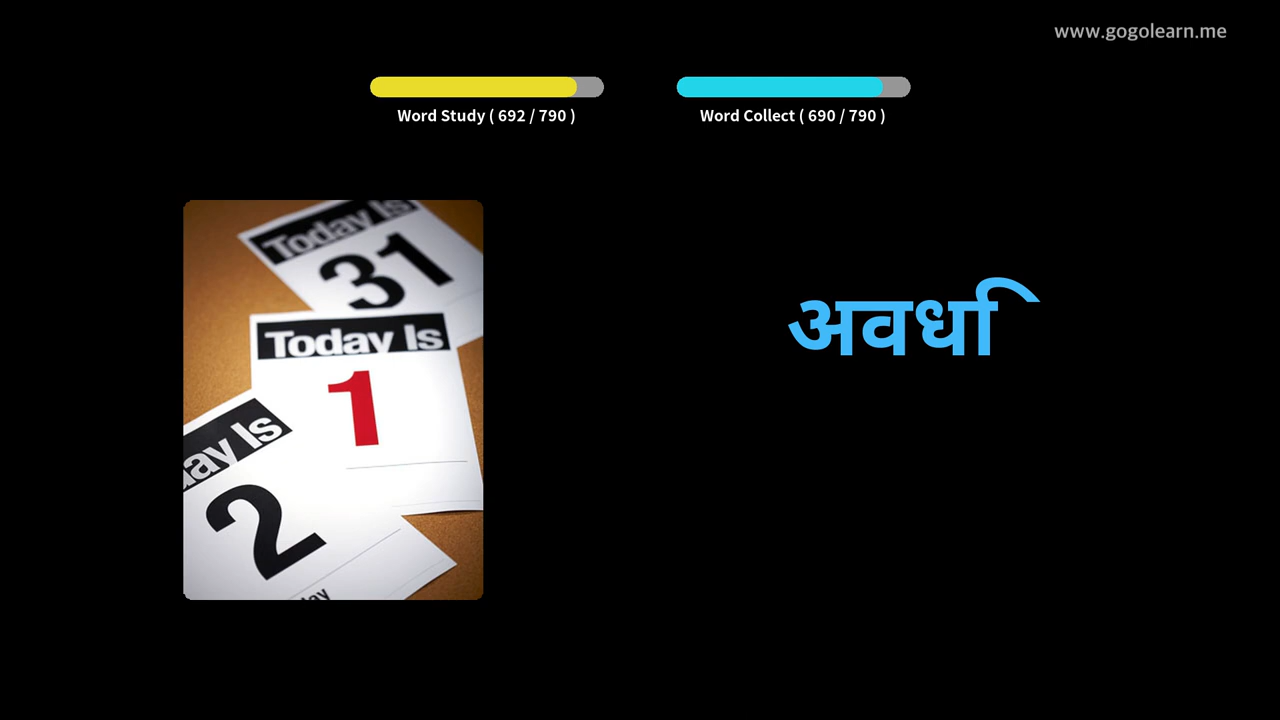 www.gogolearn.me
Word Study ( 692 / 790 )
Word Collect ( 690 / 790 )
Today Is
31
Today Is
1
ay Is
2
अवधि